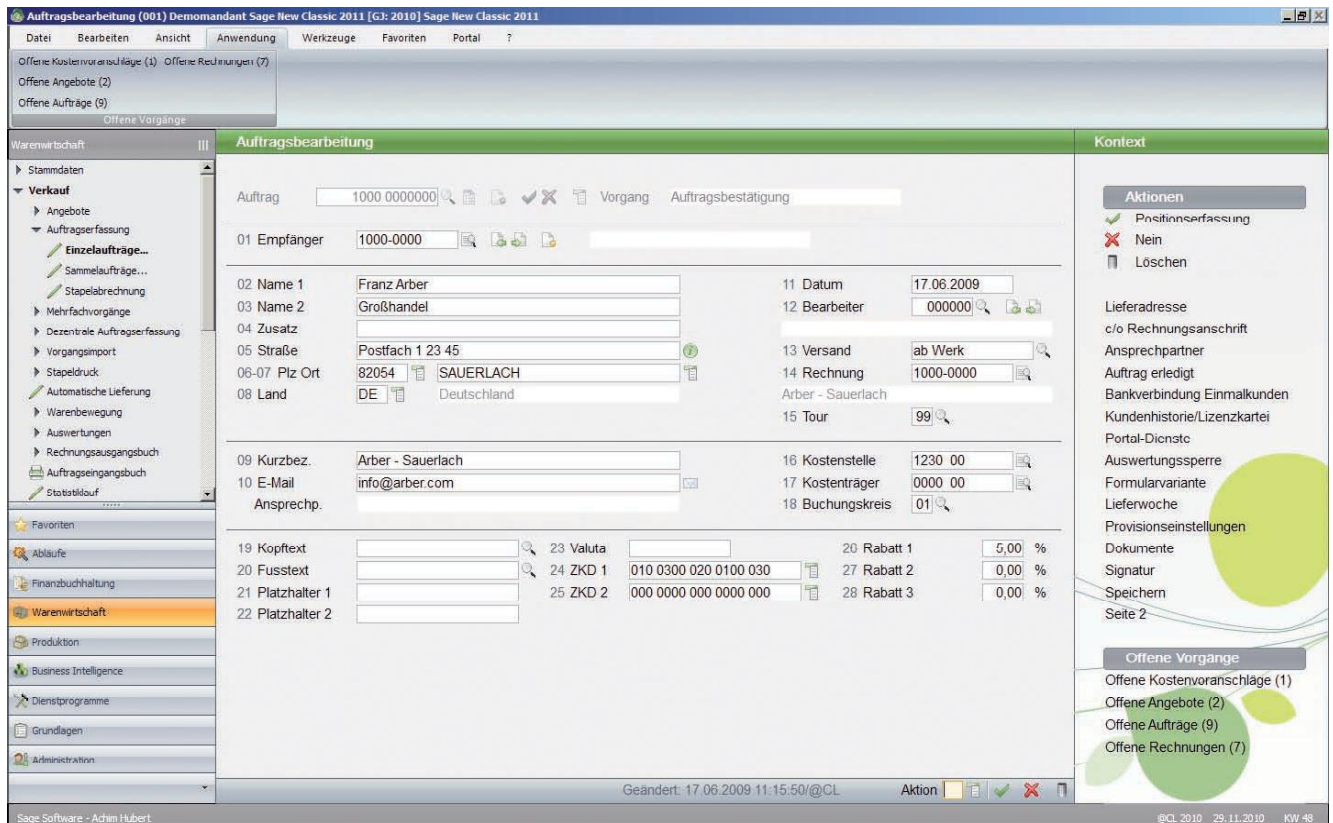 Auftragsbearbeitung (001) Demomandant Sage New Classic 2011 [GJ: 2010] Sage New Classic 2011
Datei Bearbeiten Ansicht Anwendung Werkzeuge Favoriten Portal ?
Offene Kostenvoranschläge (1) Offene Rechnungen (7)
Offene Angebote (2)
Offene Aufträge (9)
Offene Vorgänge
Warenwirtschaft
Stammdaten
Verkauf
Angebote
Auftragserfassung
Einzelaufträge...
Sammelaufträge...
Stapelabrechnung
Mehrfachvorgänge
Dezentrale Auftragserfassung
Vorgangsimport
Stapeldruck
Automatische Lieferung
Warenbewegung
Auswertungen
Rechnungsausgangsbuch
Auftragseingangsbuch
Statistiklauf
Favoriten
Abläufe
Finanzbuchhaltung
Warenwirtschaft
Produktion
Business Intelligence
Dienstprogramme
Grundlagen
Administration
Auftragsbearbeitung
Auftrag 1000 0000000 Vorgang Auftragsbestätigung
01 Empfänger 1000-0000
02 Name 1 Franz Arber 11 Datum 17.06.2009
03 Name 2 Großhandel 12 Bearbeiter 000000
04 Zusatz
05 Straße Postfach 1 23 45 13 Versand ab Werk
06-07 Plz Ort 82054 SAUERLACH 14 Rechnung 1000-0000
08 Land DE Deutschland Arber - Sauerlach
15 Tour 99
09 Kurzbez. Arber - Sauerlach 16 Kostenstelle 1230 00
10 E-Mail info@arber.com 17 Kostenträger 0000 00
Ansprechp. 18 Buchungskreis 01
19 Kopftext 23 Valuta 26 Rabatt 1 5,00 %
20 Fusstext 24 ZKD 1 010 0300 020 0100 030 27 Rabatt 2 0,00 %
21 Platzhalter 1 25 ZKD 2 000 0000 000 0000 000 28 Rabatt 3 0,00 %
22 Platzhalter 2
Geändert: 17.06.2009 11:15:50/@CL Aktion
Kontext
Aktionen
Positionserfassung
Nein
Löschen
Lieferadresse
c/o Rechnungsanschrift
Ansprechpartner
Auftrag erledigt
Bankverbindung Einmalkunden
Kundenhistorie/Lizenzkartei
Portal-Dienste
Auswertungssperre
Formularvariante
Lieferwoche
Provisionseinstellungen
Dokumente
Signatur
Speichern
Seite 2
Offene Vorgänge
Offene Kostenvoranschläge (1)
Offene Angebote (2)
Offene Aufträge (9)
Offene Rechnungen (7)
Sage Software - Achim Hubert @CL 2010 29.11.2010 KW 48